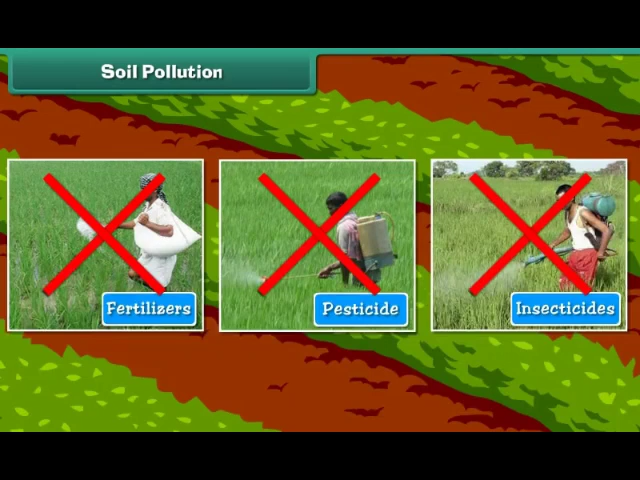 Soil Pollution
Fertilizers
Pesticide
Insecticides